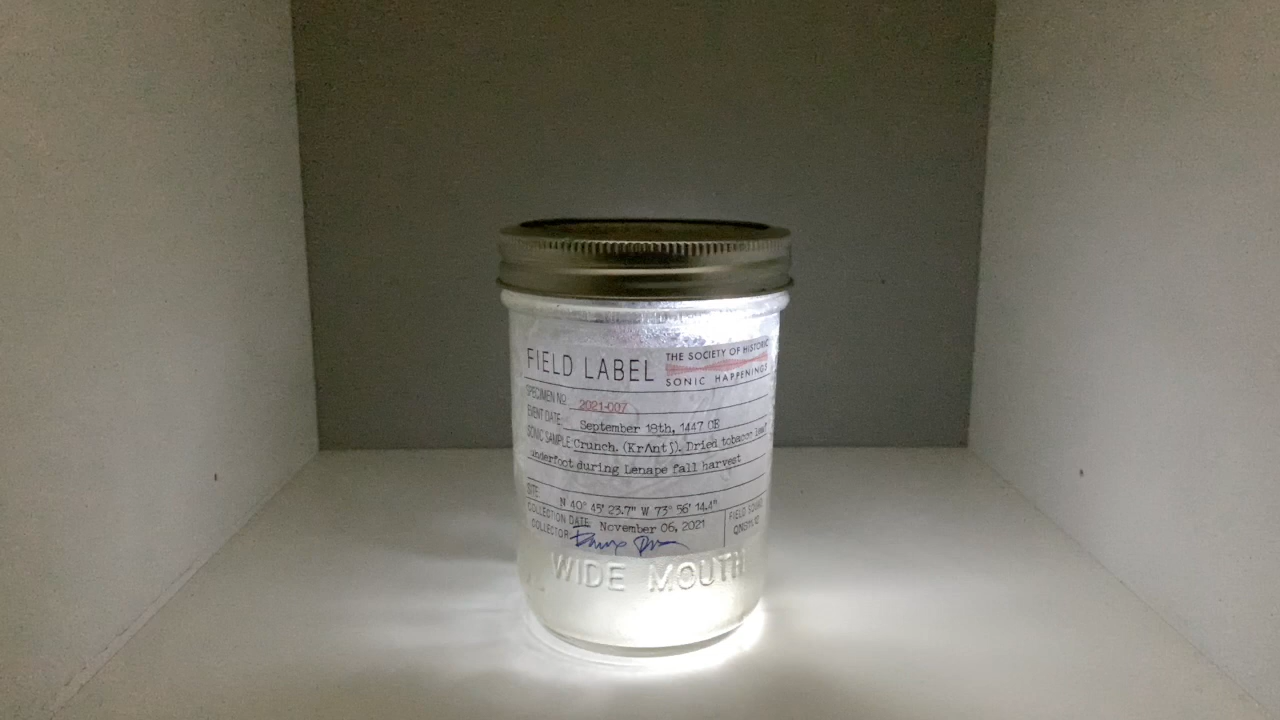 FIELD LABEL
THE SOCIETY OF HISTORIC
SONIC HAPPENINGS
SPECIMEN NO. 2021-007
EVENT DATE September 18th, 1447 CE
SONIC SAMPLE Crunch. (KrΛntʃ). Dried tobacco leaf
underfoot during Lenape fall harvest
SITE N 40° 45' 23.7" W 73° 56' 14.4"
COLLECTION DATE November 06, 2021
COLLECTOR
FIELD
WIDE MOUTH